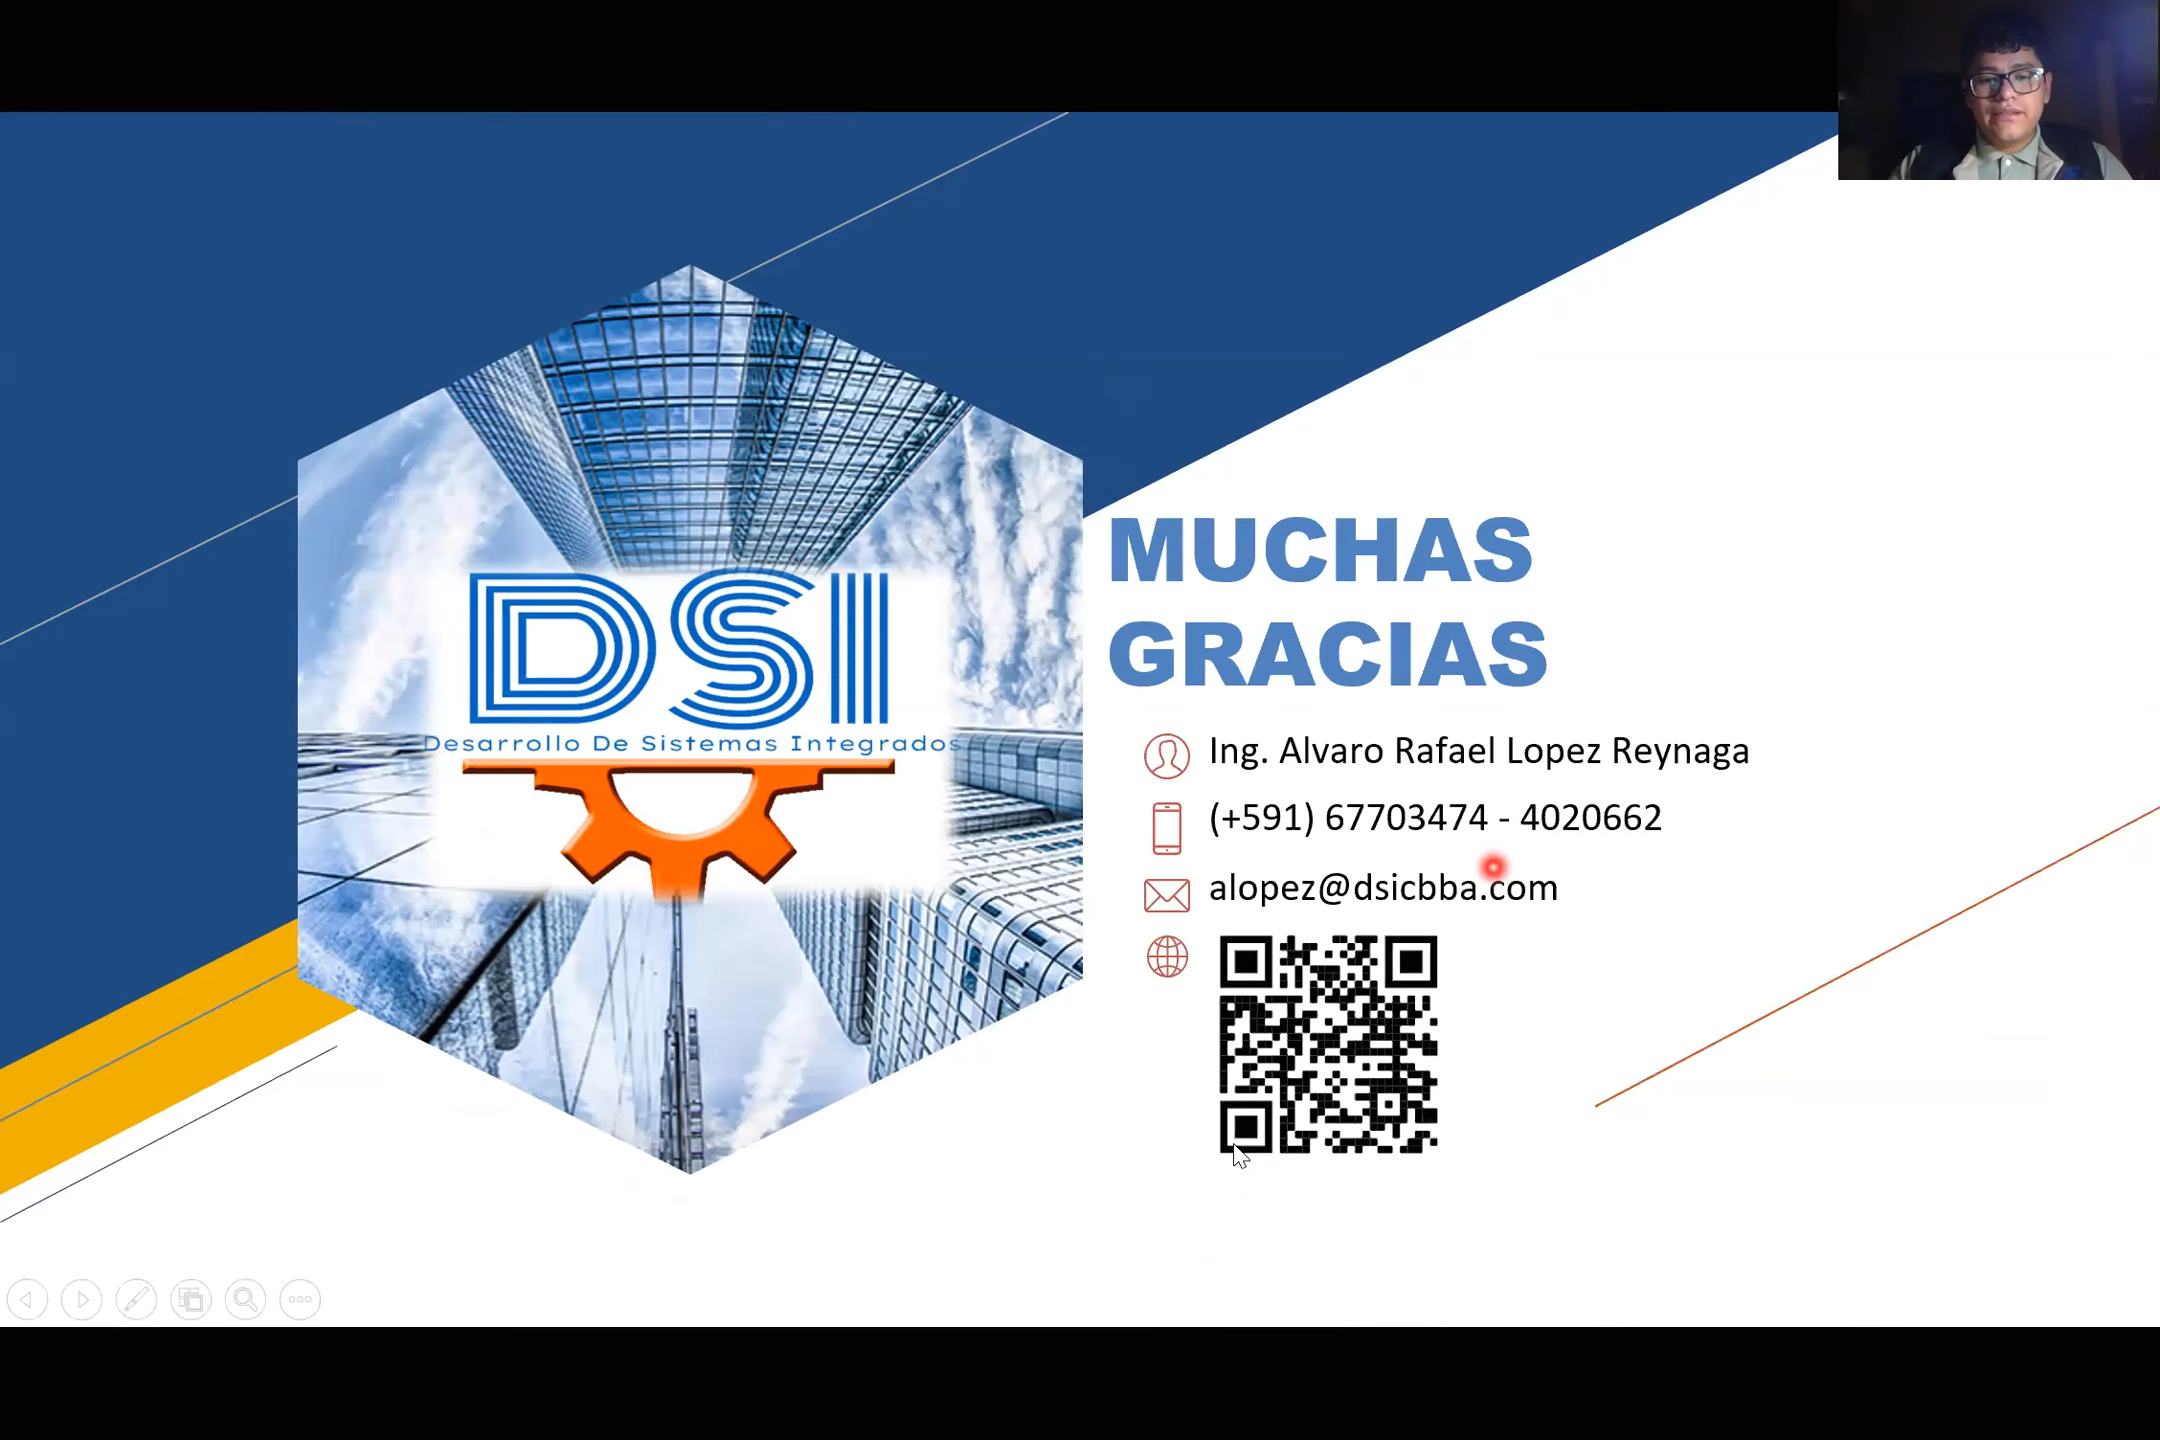 MUCHAS
GRACIAS
DSI
Desarrollo De Sistemas Integrados
Ing. Alvaro Rafael Lopez Reynaga
(+591) 67703474 - 4020662
alopez@dsicbba.com